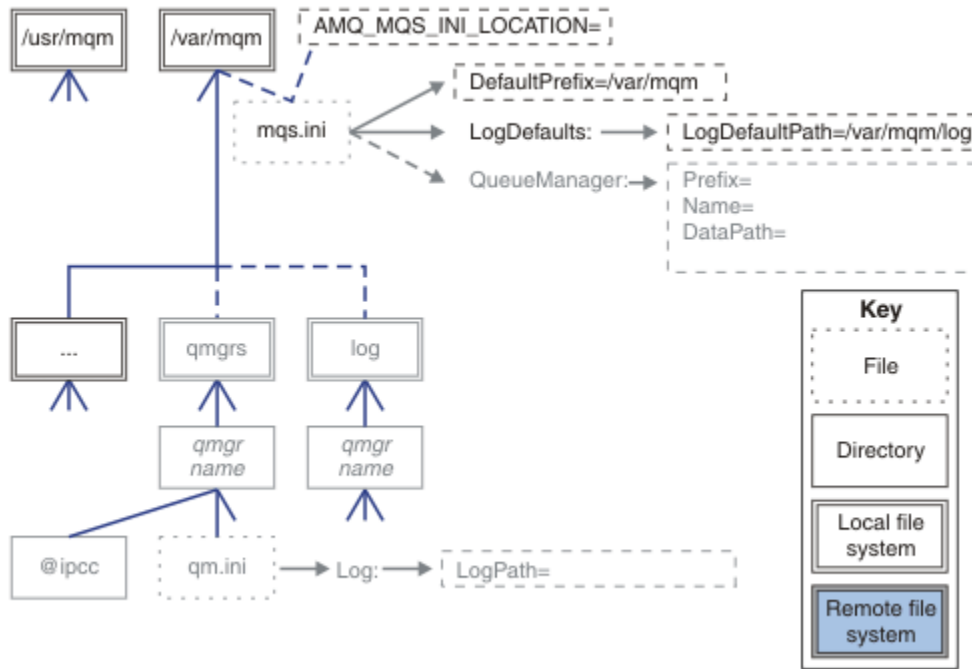 /usr/mqm
/var/mqm
AMQ_MQS_INI_LOCATION=
mqs.ini
DefaultPrefix=/var/mqm
LogDefaults:
LogDefaultPath=/var/mqm/log
QueueManager:
Prefix=
Name=
DataPath=
...
qmgrs
log
qmgr
name
qmgr
name
@ipcc
qm.ini
Log:
LogPath=
Key
File
Directory
Local file
system
Remote file
system